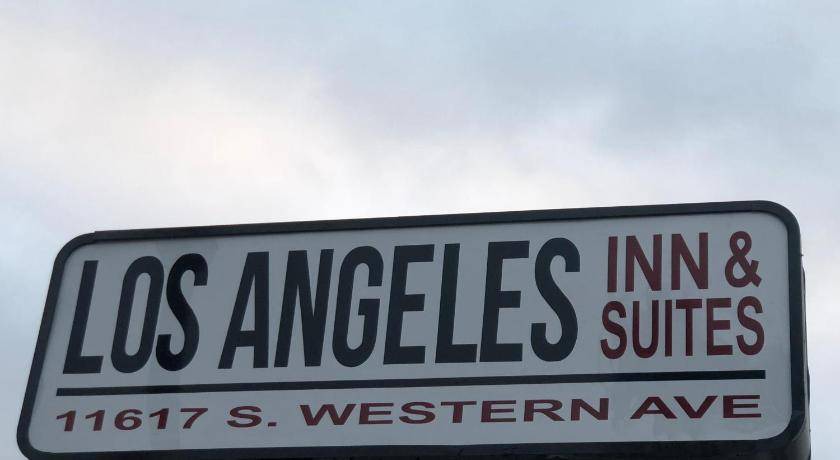 LOS ANGELES INN &
SUITES
11617 S. WESTERN AVE